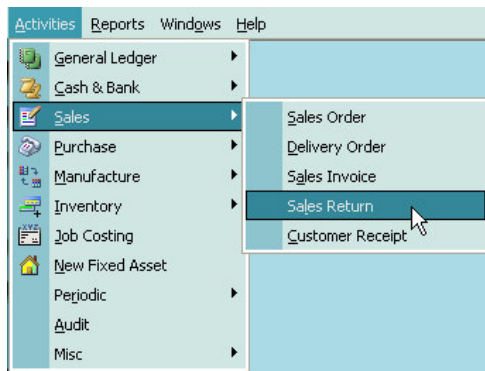 Activities Reports Windows Help
General Ledger
Cash & Bank
Sales
Purchase
Manufacture
Inventory
Job Costing
New Fixed Asset
Periodic
Audit
Misc
Sales Order
Delivery Order
Sales Invoice
Sales Return
Customer Receipt